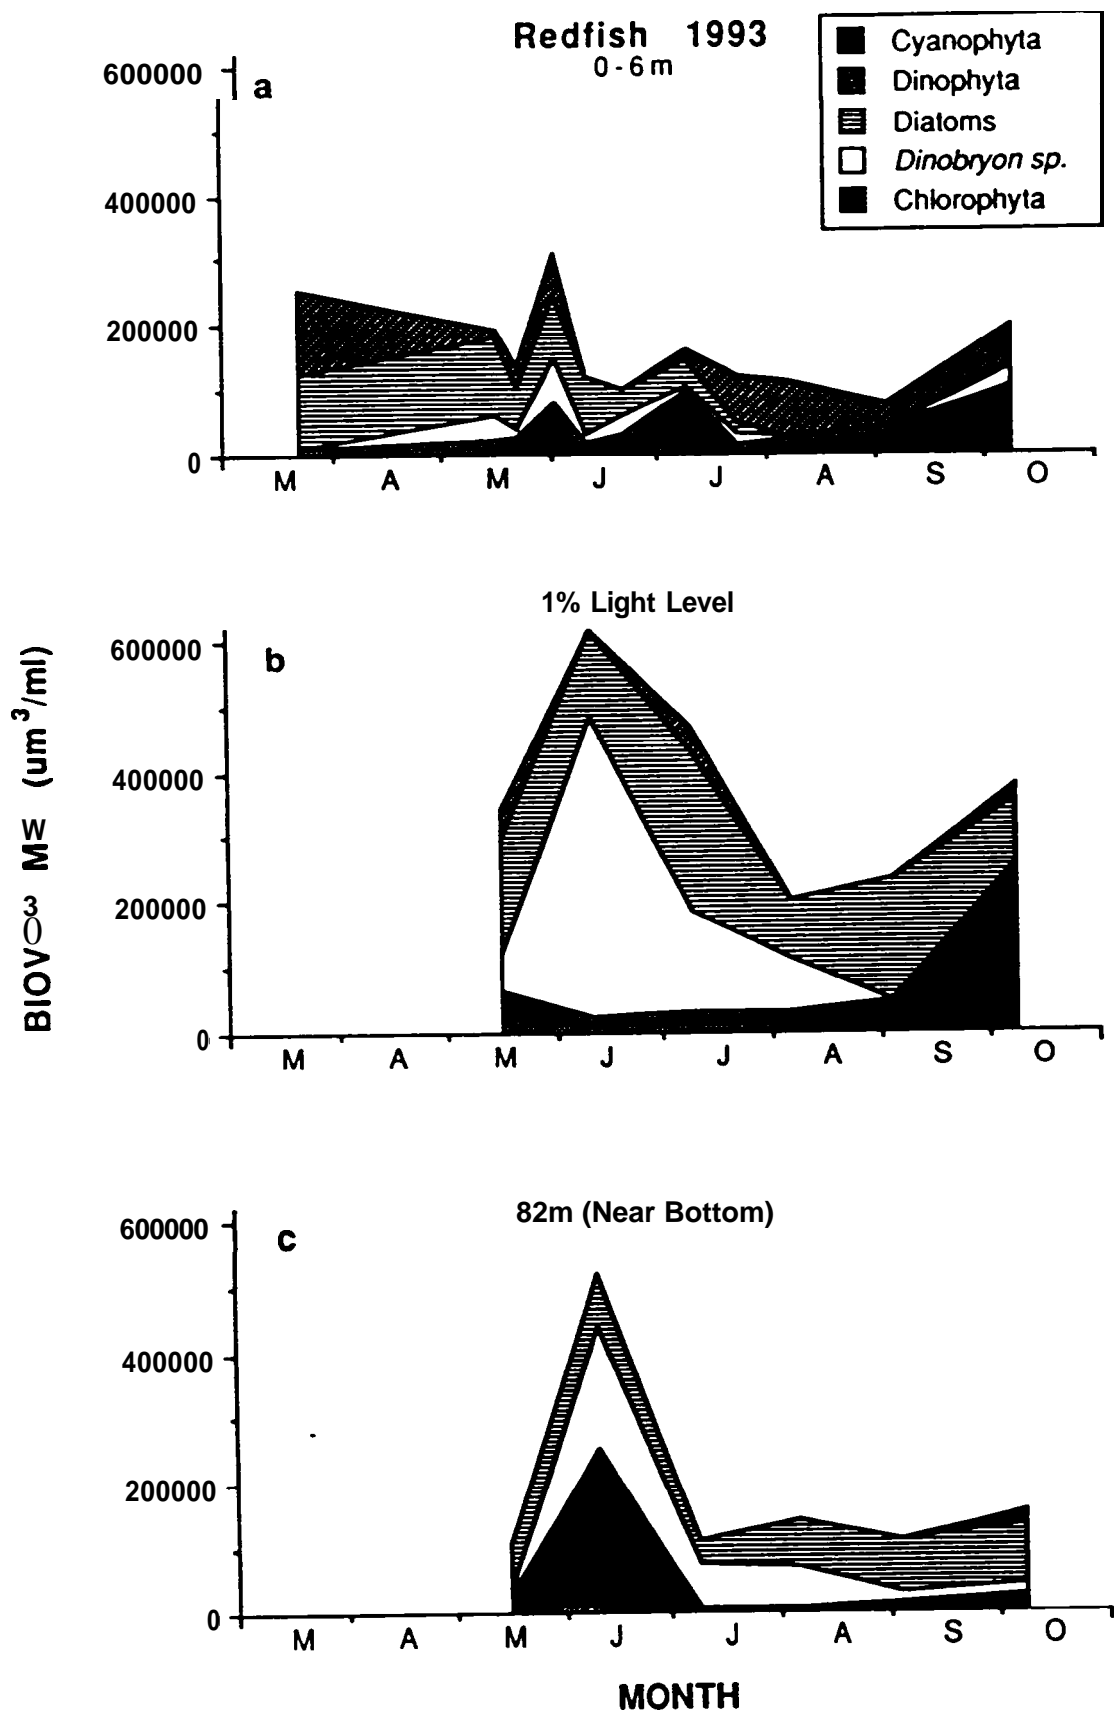 Redfish 1993
0-6m
Cyanophyta
Dinophyta
Diatoms
Dinobryon sp.
Chlorophyta
a
600000
400000
200000
0
M A M J J A S O
1% Light Level
b
600000
400000
200000
0
M A M J J A S O
82m (Near Bottom)
c
600000
400000
200000
0
M A M J J A S O
MONTH
(um³/ml)